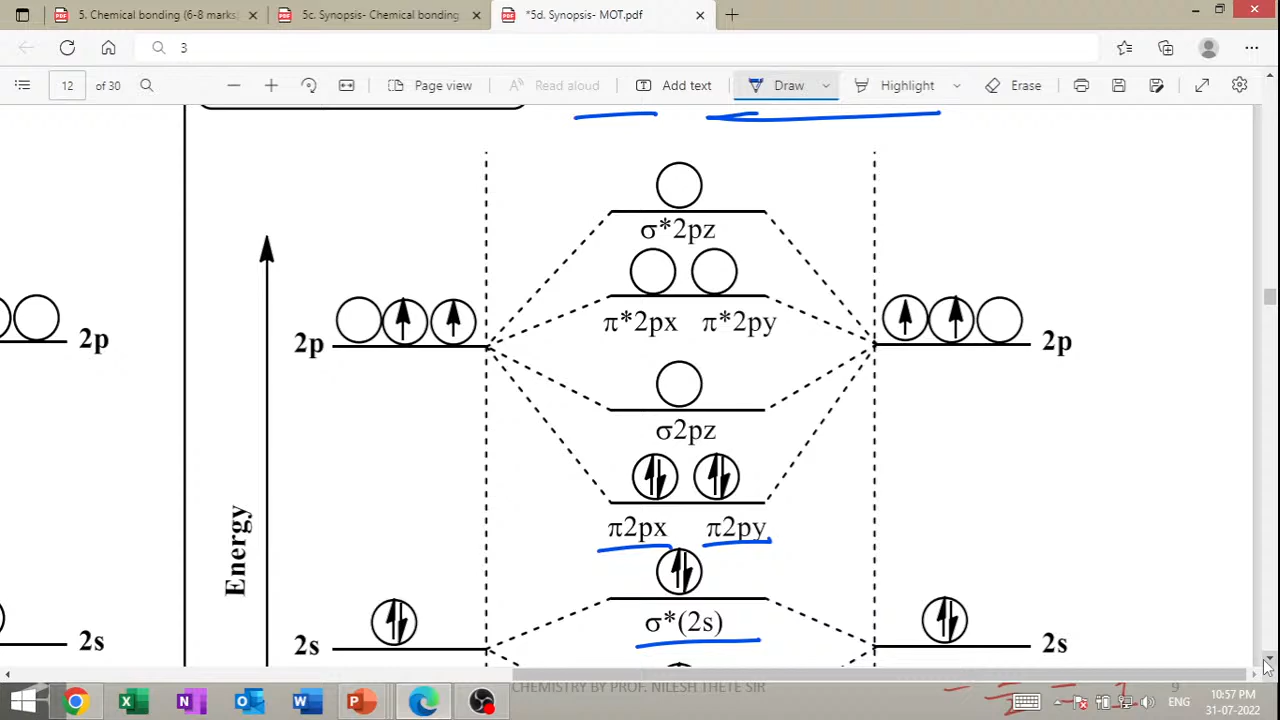 5. Chemical bonding (6-8 marks
5c. Synopsis- Chemical bonding
*5d. Synopsis- MOT.pdf
3
12 of 30
Page view
Read aloud
Add text
Draw
Highlight
Erase
σ*2pz
π*2px π*2py
2p
2p
2p
σ2pz
π2px π2py
Energy
σ*(2s)
2s
2s
2s
CHEMISTRY BY PROF. NILESH THETE SIR
9
ENG
10:57 PM
31-07-2022